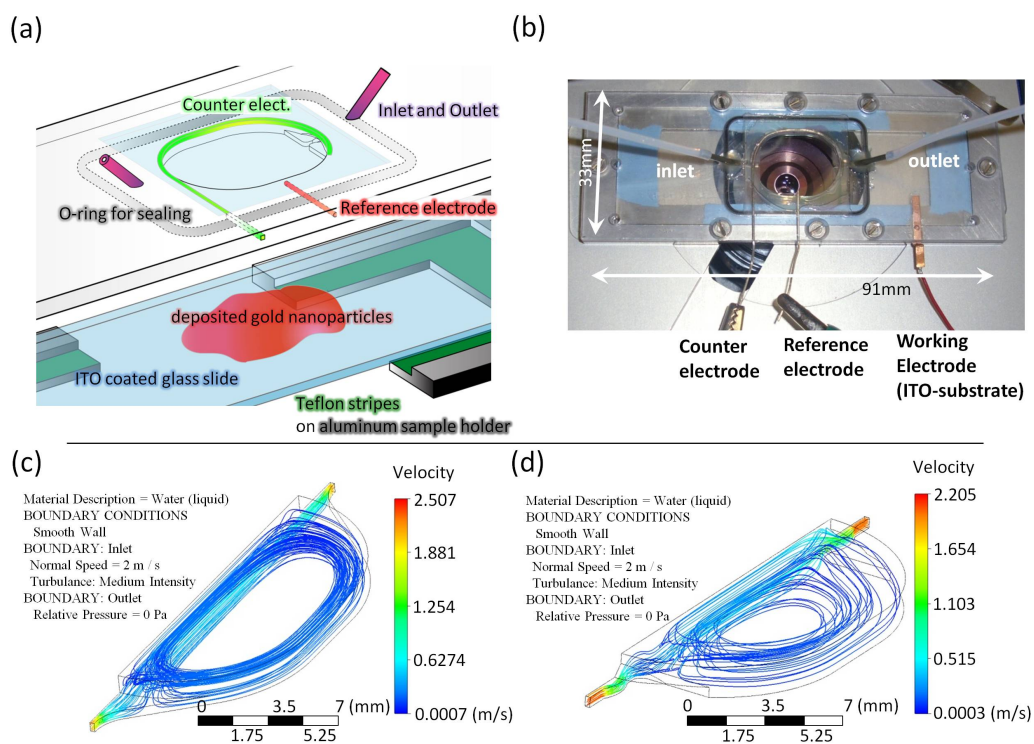 (a)
Counter elect.
Inlet and Outlet
O-ring for sealing
Reference electrode
deposited gold nanoparticles
ITO coated glass slide
Teflon stripes
on aluminum sample holder
(b)
33mm
inlet
outlet
91mm
Counter
electrode
Reference
electrode
Working
Electrode
(ITO-substrate)
(c)
Velocity
Material Description = Water (liquid)
BOUNDARY CONDITIONS
Smooth Wall
BOUNDARY: Inlet
Normal Speed = 2 m / s
Turbulance: Medium Intensity
BOUNDARY: Outlet
Relative Pressure = 0 Pa
2.507
1.881
1.254
0.6274
0.0007 (m/s)
0 3.5 7 (mm)
1.75 5.25
(d)
Velocity
Material Description = Water (liquid)
BOUNDARY CONDITIONS
Smooth Wall
BOUNDARY: Inlet
Normal Speed = 2 m / s
Turbulance: Medium Intensity
BOUNDARY: Outlet
Relative Pressure = 0 Pa
2.205
1.654
1.103
0.515
0.0003 (m/s)
0 3.5 7 (mm)
1.75 5.25